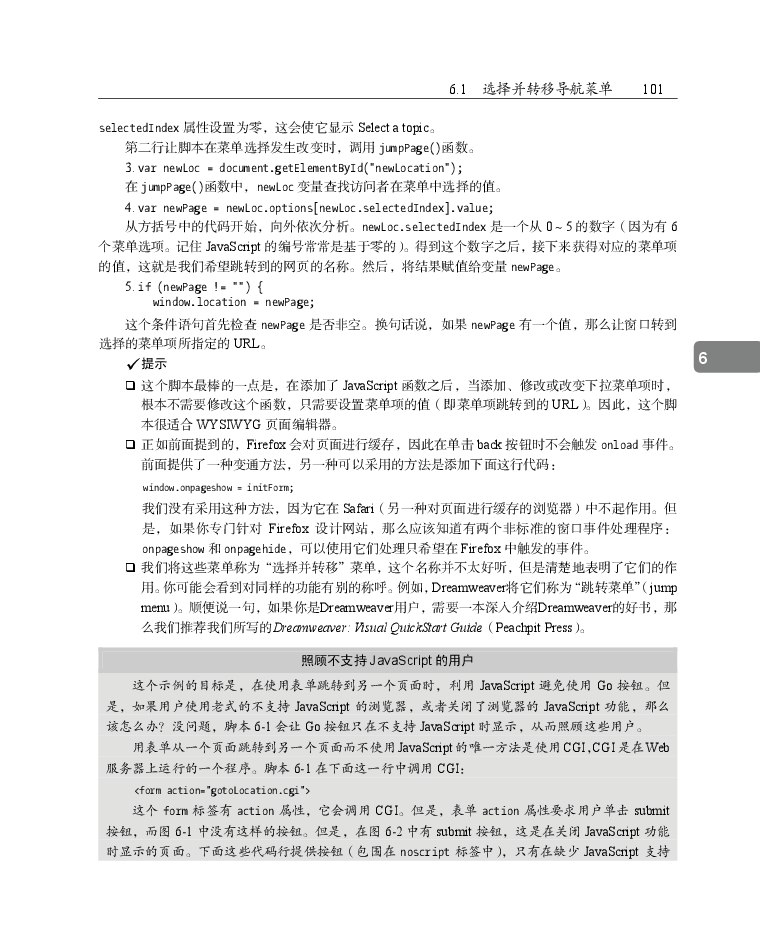 6.1 选择并转移导航菜单 101
selectedIndex 属性设置为零，这会使它显示 Select a topic。
第二行让脚本在菜单选择发生改变时，调用 jumpPage()函数。
3. var newLoc = document.getElementById("newLocation");
在 jumpPage()函数中，newLoc 变量查找访问者在菜单中选择的值。
4. var newPage = newLoc.options[newLoc.selectedIndex].value;
从方括号中的代码开始，向外依次分析。newLoc.selectedIndex 是一个从 0～5 的数字（因为有 6
个菜单选项。记住 JavaScript 的编号常常是基于零的）。得到这个数字之后，接下来获得对应的菜单项
的值，这就是我们希望跳转到的网页的名称。然后，将结果赋值给变量 newPage。
5. if (newPage != "") {
window.location = newPage;
这个条件语句首先检查 newPage 是否非空。换句话说，如果 newPage 有一个值，那么让窗口转到
选择的菜单项所指定的 URL。
6
✓提示
❑ 这个脚本最棒的一点是，在添加了 JavaScript 函数之后，当添加、修改或改变下拉菜单项时，
根本不需要修改这个函数，只需要设置菜单项的值（即菜单项跳转到的 URL）。因此，这个脚
本很适合 WYSIWYG 页面编辑器。
❑ 正如前面提到的，Firefox 会对页面进行缓存，因此在单击 back 按钮时不会触发 onload 事件。
前面提供了一种变通方法，另一种可以采用的方法是添加下面这行代码：
window.onpageshow = initForm;
我们没有采用这种方法，因为它在 Safari（另一种对页面进行缓存的浏览器）中不起作用。但
是，如果你专门针对 Firefox 设计网站，那么应该知道有两个非标准的窗口事件处理程序：
onpageshow 和 onpagehide，可以使用它们处理只希望在 Firefox 中触发的事件。
❑ 我们将这些菜单称为“选择并转移”菜单，这个名称并不太好听，但是清楚地表明了它们的作
用。你可能会看到对同样的功能有别的称呼。例如，Dreamweaver将它们称为“跳转菜单”（jump
menu）。顺便说一句，如果你是Dreamweaver用户，需要一本深入介绍Dreamweaver的好书，那
么我们推荐我们所写的Dreamweaver: Visual QuickStart Guide（Peachpit Press）。
照顾不支持 JavaScript 的用户
这个示例的目标是，在使用表单跳转到另一个页面时，利用 JavaScript 避免使用 Go 按钮。但
是，如果用户使用老式的不支持 JavaScript 的浏览器，或者关闭了浏览器的 JavaScript 功能，那么
该怎么办？没问题，脚本 6-1 会让 Go 按钮只在不支持 JavaScript 时显示，从而照顾这些用户。
用表单从一个页面跳转到另一个页面而不使用 JavaScript 的唯一方法是使用 CGI,CGI 是在 Web
服务器上运行的一个程序。脚本 6-1 在下面这一行中调用 CGI：
<form action="gotoLocation.cgi">
这个 form 标签有 action 属性，它会调用 CGI。但是，表单 action 属性要求用户单击 submit
按钮，而图 6-1 中没有这样的按钮。但是，在图 6-2 中有 submit 按钮，这是在关闭 JavaScript 功能
时显示的页面。下面这些代码行提供按钮（包围在 noscript 标签中），只有在缺少 JavaScript 支持